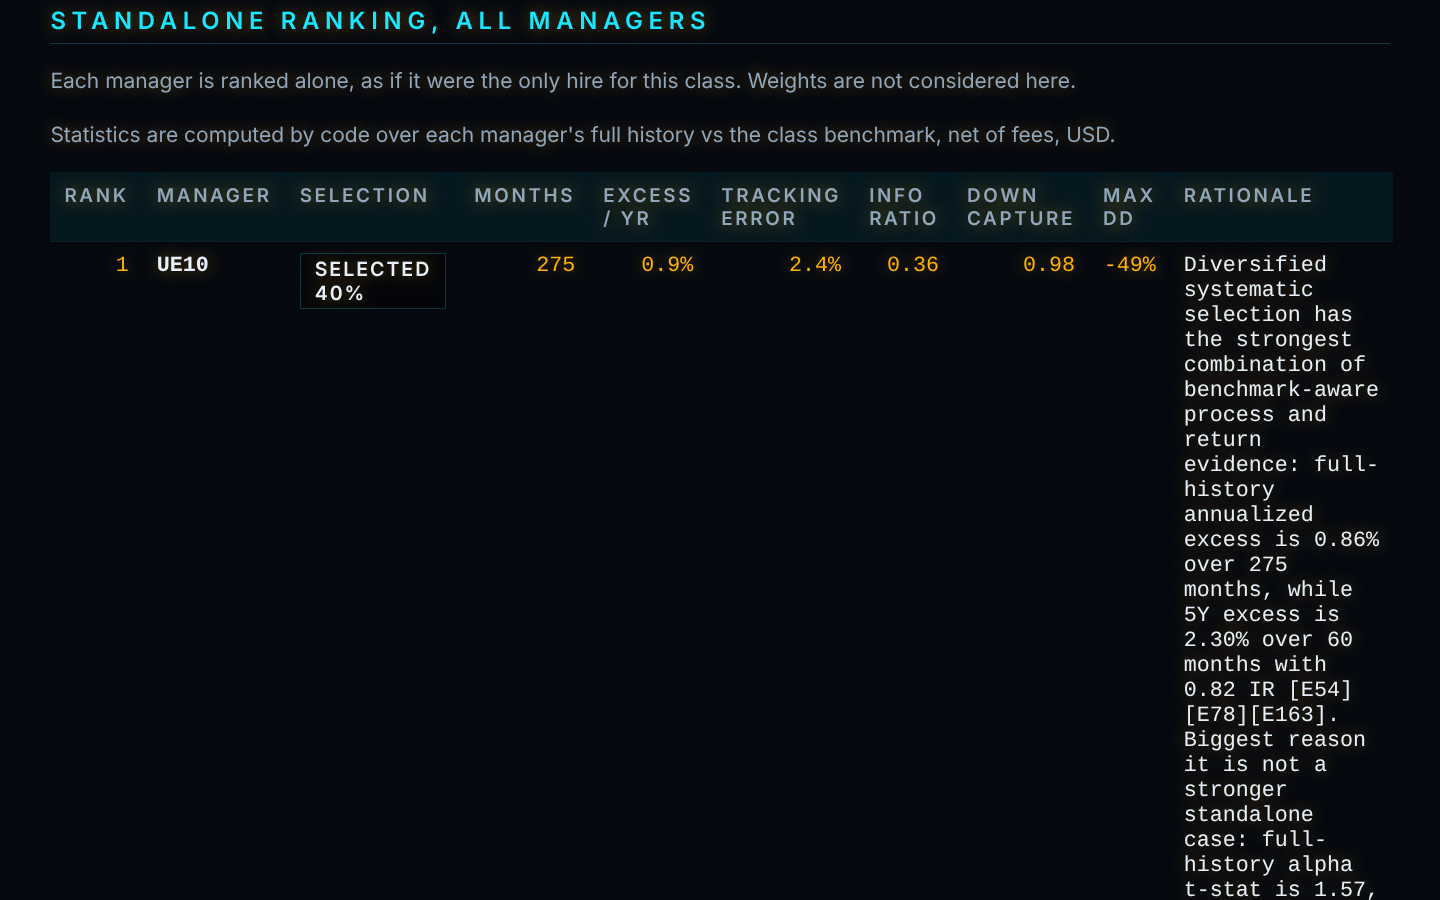 STANDALONE RANKING, ALL MANAGERS
Each manager is ranked alone, as if it were the only hire for this class. Weights are not considered here.
Statistics are computed by code over each manager's full history vs the class benchmark, net of fees, USD.
RANK MANAGER SELECTION MONTHS EXCESS / YR TRACKING ERROR INFO RATIO DOWN CAPTURE MAX DD RATIONALE
1 UE10 SELECTED 40% 275 0.9% 2.4% 0.36 0.98 -49%
Diversified
systematic
selection has
the strongest
combination of
benchmark-aware
process and
return
evidence: full-
history
annualized
excess is 0.86%
over 275
months, while
5Y excess is
2.30% over 60
months with
0.82 IR [E54]
[E78][E163].
Biggest reason
it is not a
stronger
standalone
case: full-
history alpha
t-stat is 1.57,